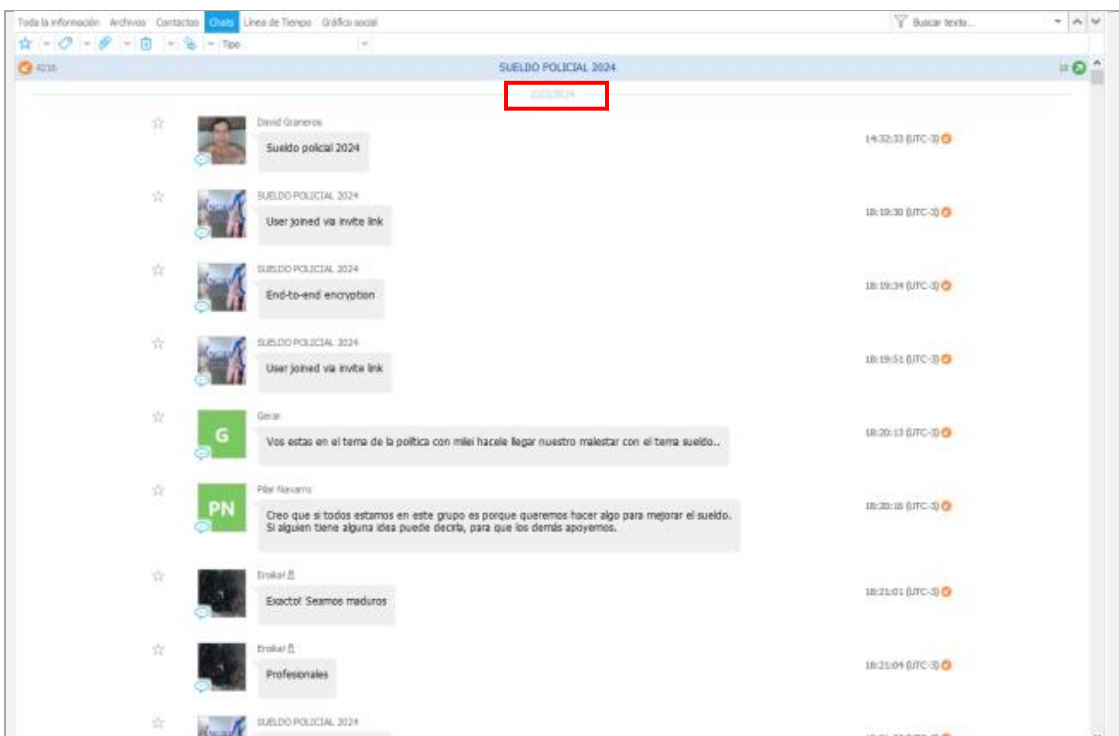 Toda la información Archivos Contactos Chats Línea de Tiempo Gráfico social Buscar texto...
Tipo
4216 SUELDO POLICIAL 2024
David Graneros
Sueldo policial 2024
14:32:33 (UTC-3)
SUELDO POLICIAL 2024
User joined via invite link
18:19:30 (UTC-3)
SUELDO POLICIAL 2024
End-to-end encryption
18:19:34 (UTC-3)
SUELDO POLICIAL 2024
User joined via invite link
18:19:51 (UTC-3)
Gerar
G
Vos estas en el tema de la política con milei hacele llegar nuestro malestar con el tema sueldo..
18:20:13 (UTC-3)
Pilar Navarro
PN
Creo que si todos estamos en este grupo es porque queremos hacer algo para mejorar el sueldo.
Si alguien tiene alguna idea puede decirla, para que los demás apoyemos.
(UTC-3)
Eroka!
Exacto! Seamos maduros
18:21:01 (UTC-3)
Eroka!
Profesionales
18:21:04 (UTC-3)
SUELDO POLICIAL 2024